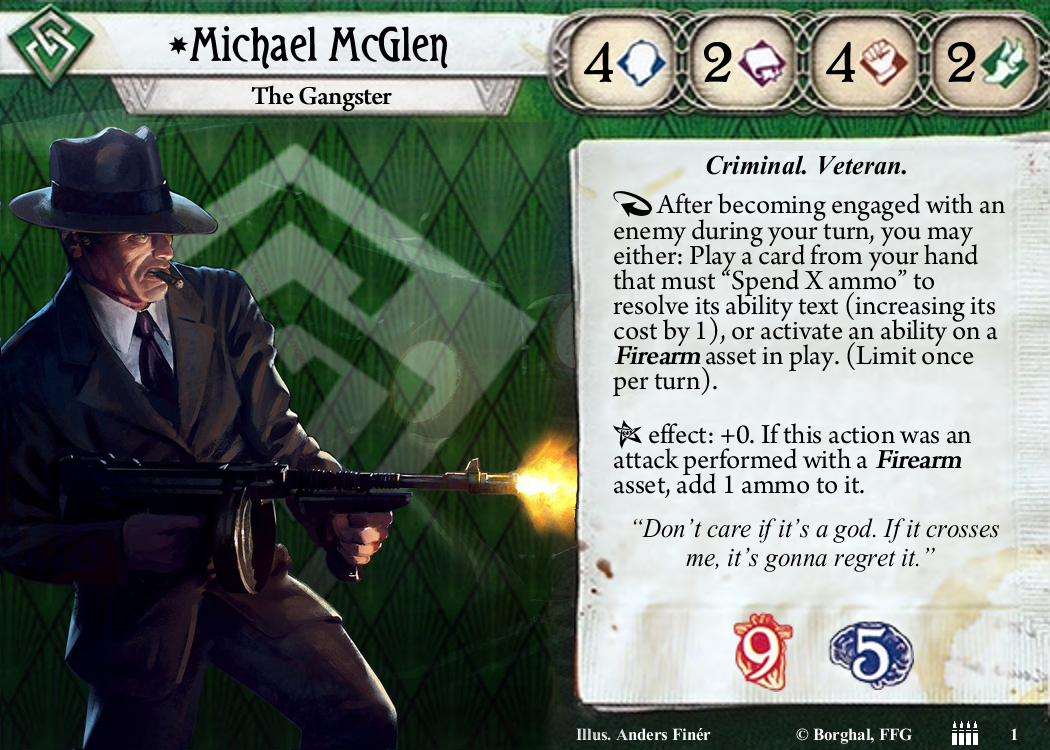 Michael McGlen
The Gangster
4 2 4 2
Criminal. Veteran.
After becoming engaged with an
enemy during your turn, you may
either: Play a card from your hand
that must “Spend X ammo” to
resolve its ability text (increasing its
cost by 1), or activate an ability on a
Firearm asset in play. (Limit once
per turn).
effect: +0. If this action was an
attack performed with a Firearm
asset, add 1 ammo to it.
“Don’t care if it’s a god. If it crosses
me, it’s gonna regret it.”
9 5
Illus. Anders Finér © Borghal, FFG 1